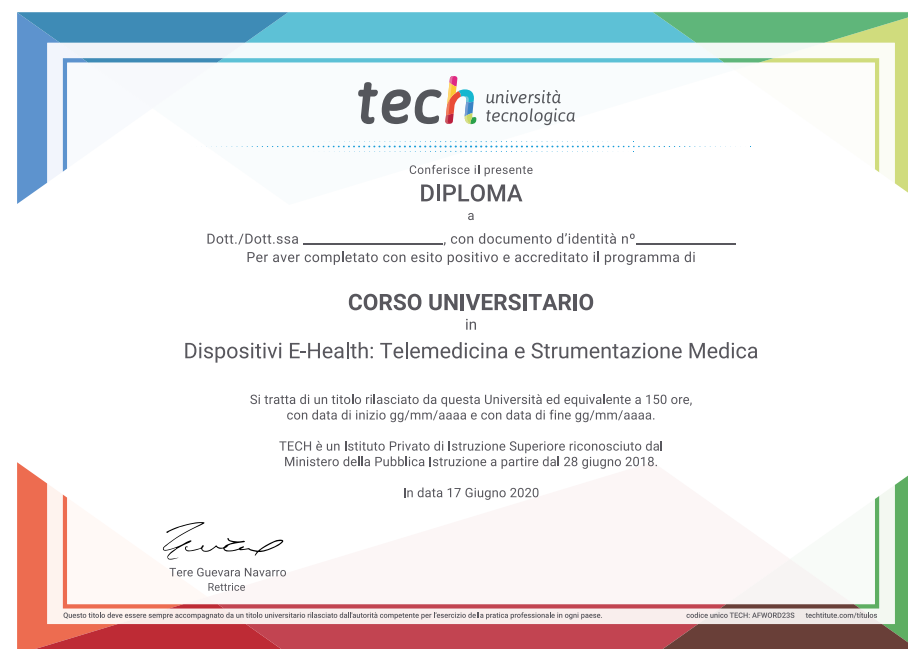 tech università
tecnologica
Conferisce il presente
DIPLOMA
a
Dott./Dott.ssa ____________________, con documento d'identità nº______________
Per aver completato con esito positivo e accreditato il programma di
CORSO UNIVERSITARIO
in
Dispositivi E-Health: Telemedicina e Strumentazione Medica
Si tratta di un titolo rilasciato da questa Università ed equivalente a 150 ore,
con data di inizio gg/mm/aaaa e con data di fine gg/mm/aaaa.
TECH è un Istituto Privato di Istruzione Superiore riconosciuto dal
Ministero della Pubblica Istruzione a partire dal 28 giugno 2018.
In data 17 Giugno 2020
Tere Guevara Navarro
Rettrice
Questo titolo deve essere sempre accompagnato da un titolo universitario rilasciato dall'autorità competente per l'esercizio della pratica professionale in ogni paese. codice unico TECH: AFWORD23S techtitute.com/titulos